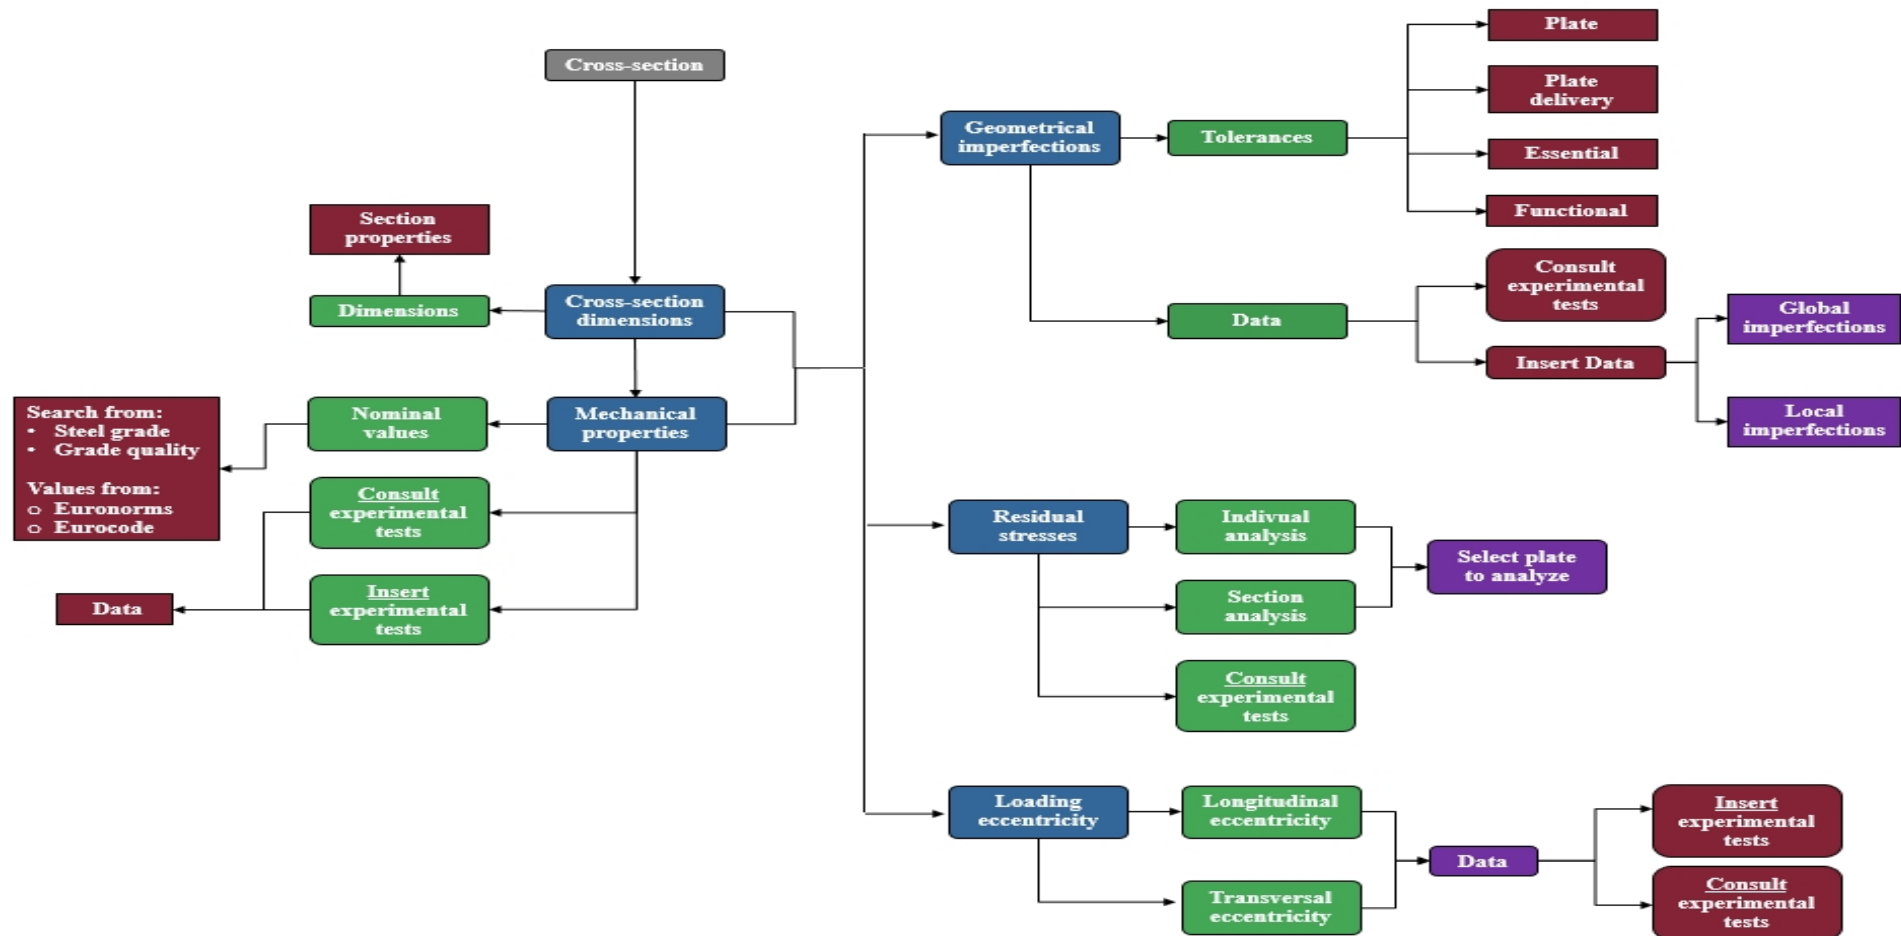 Cross-section
Section
properties
Dimensions
Cross-section
dimensions
Search from:
• Steel grade
• Grade quality
Values from:
o Euronorms
o Eurocode
Nominal
values
Mechanical
properties
Consult
experimental
tests
Insert
experimental
tests
Data
Geometrical
imperfections
Tolerances
Plate
Plate
delivery
Essential
Functional
Data
Consult
experimental
tests
Insert Data
Global
imperfections
Local
imperfections
Residual
stresses
Indivual
analysis
Section
analysis
Select plate
to analyze
Consult
experimental
tests
Loading
eccentricity
Longitudinal
eccentricity
Transversal
eccentricity
Data
Insert
experimental
tests
Consult
experimental
tests